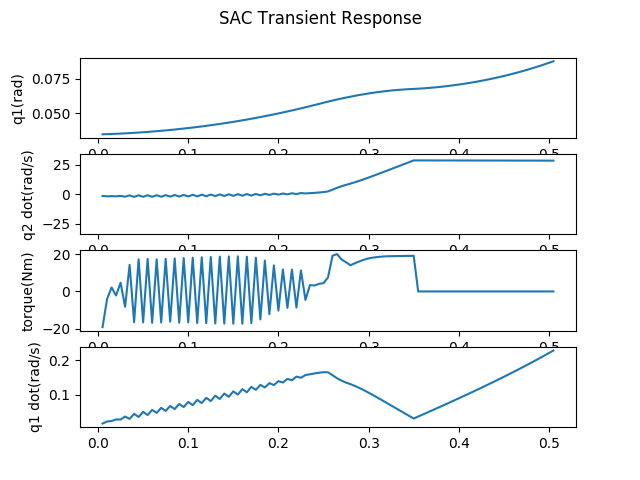 SAC Transient Response
0.075
0.050
q1(rad)
0.0 0.1 0.2 0.3 0.4 0.5
25
0
−25
q2 dot(rad/s)
0.0 0.1 0.2 0.3 0.4 0.5
20
0
−20
torque(Nm)
0.0 0.1 0.2 0.3 0.4 0.5
0.2
0.1
q1 dot(rad/s)
0.0 0.1 0.2 0.3 0.4 0.5